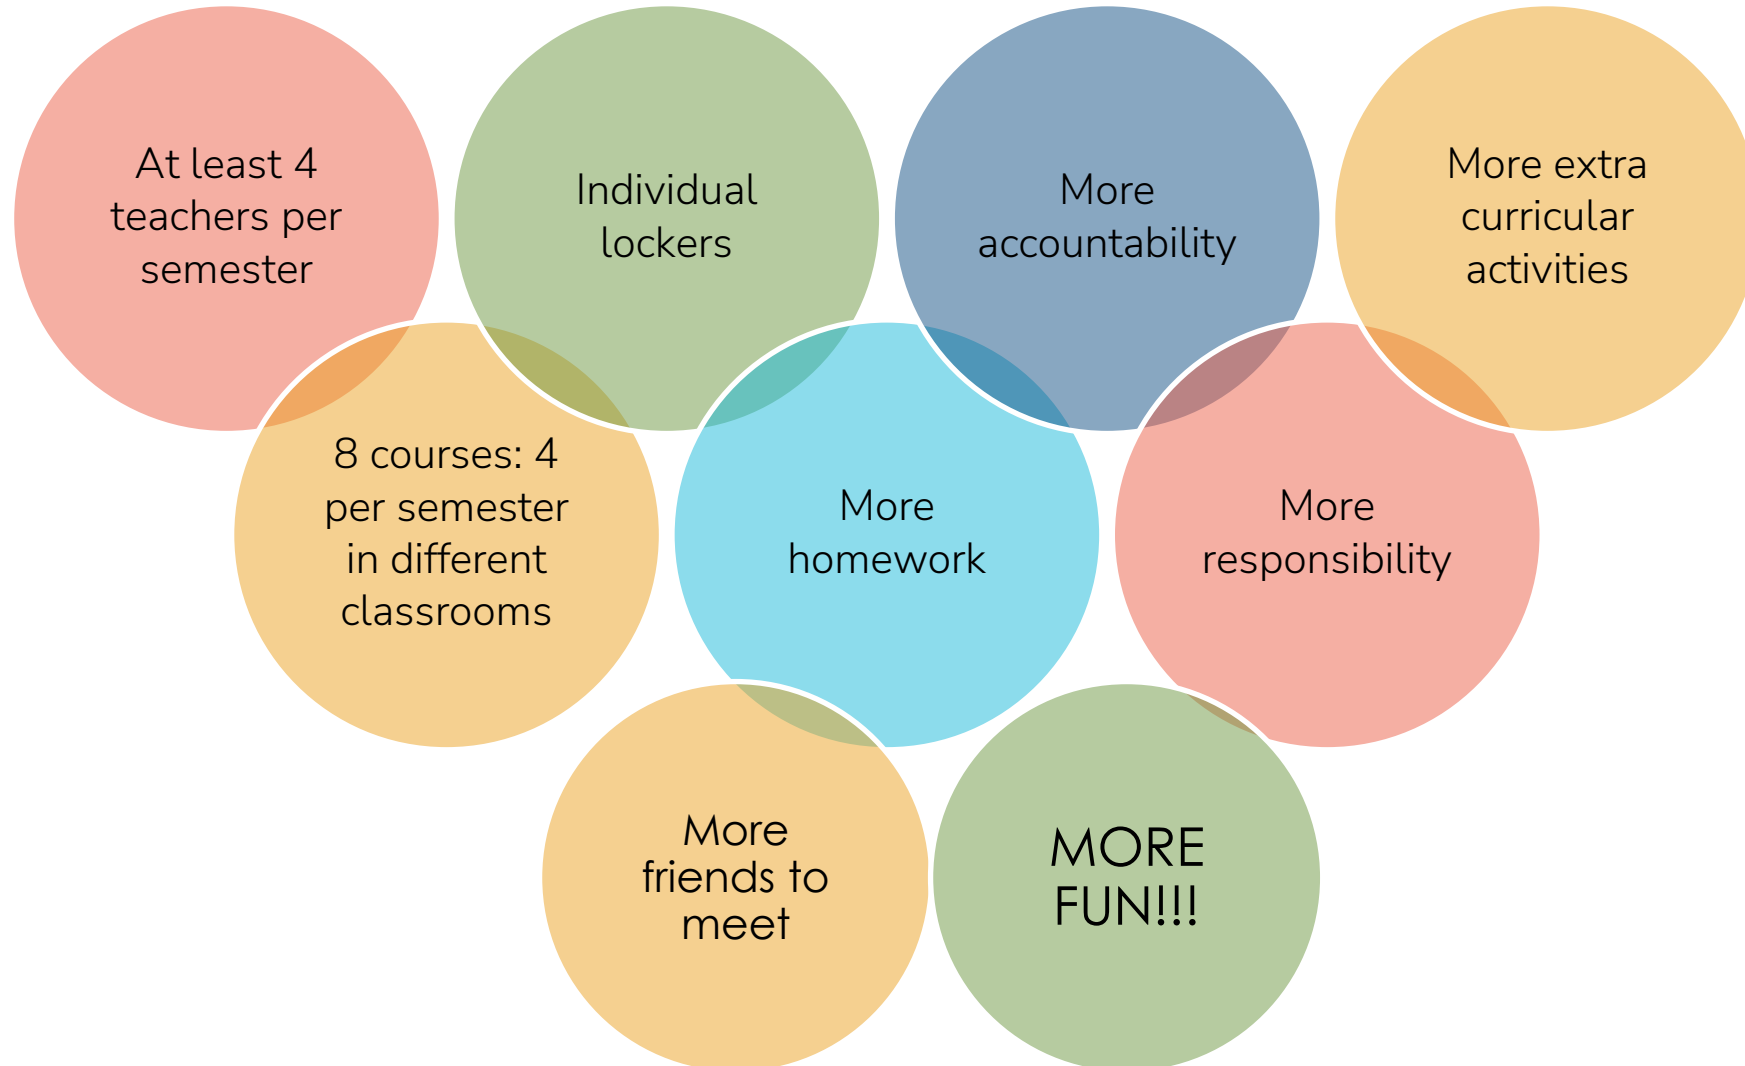 At least 4
teachers per
semester
Individual
lockers
More
accountability
More extra
curricular
activities
8 courses: 4
per semester
in different
classrooms
More
homework
More
responsibility
More
friends to
meet
MORE
FUN!!!